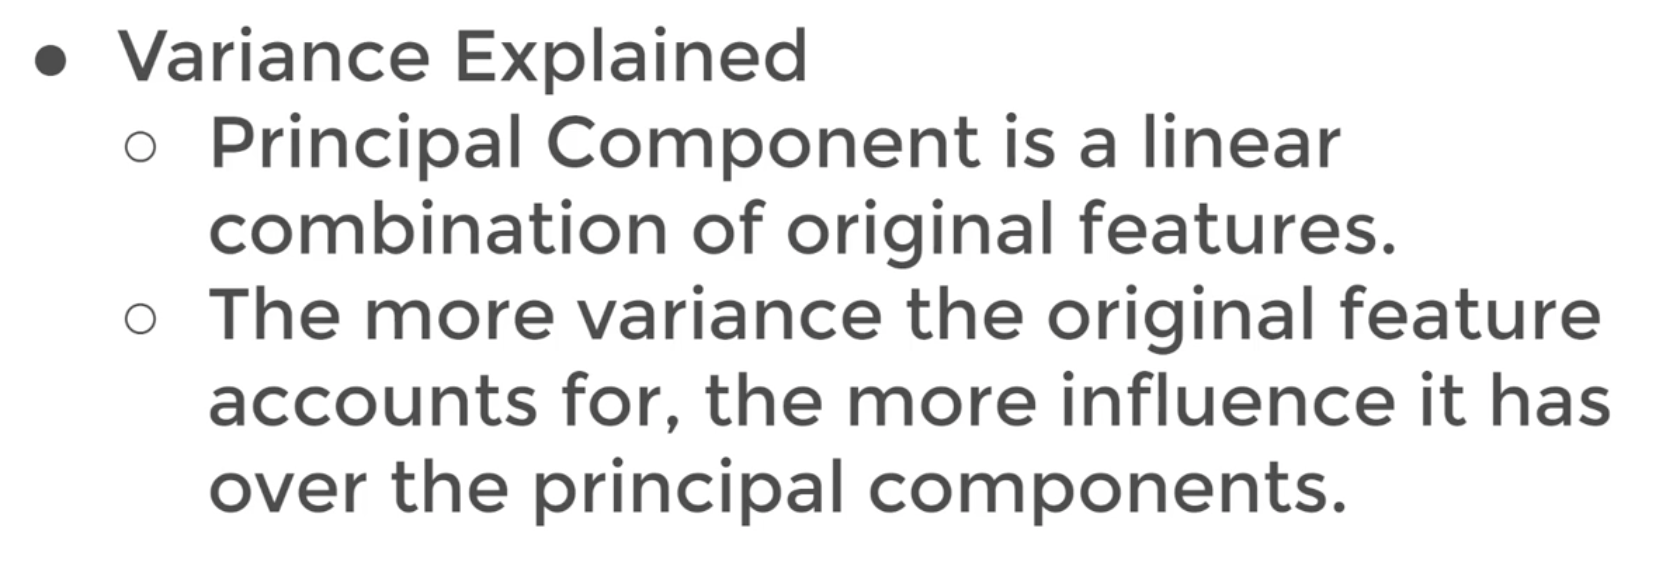 ● Variance Explained
○ Principal Component is a linear
combination of original features.
○ The more variance the original feature
accounts for, the more influence it has
over the principal components.